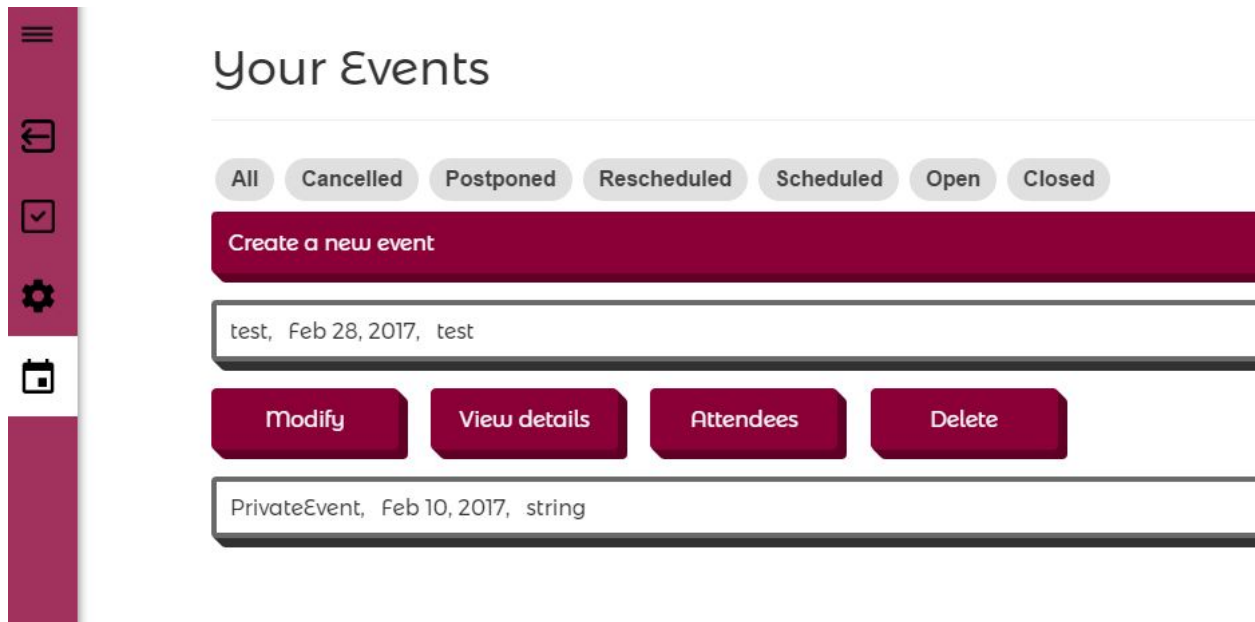 Your Events
All Cancelled Postponed Rescheduled Scheduled Open Closed
Create a new event
test, Feb 28, 2017, test
Modify View details Attendees Delete
PrivateEvent, Feb 10, 2017, string